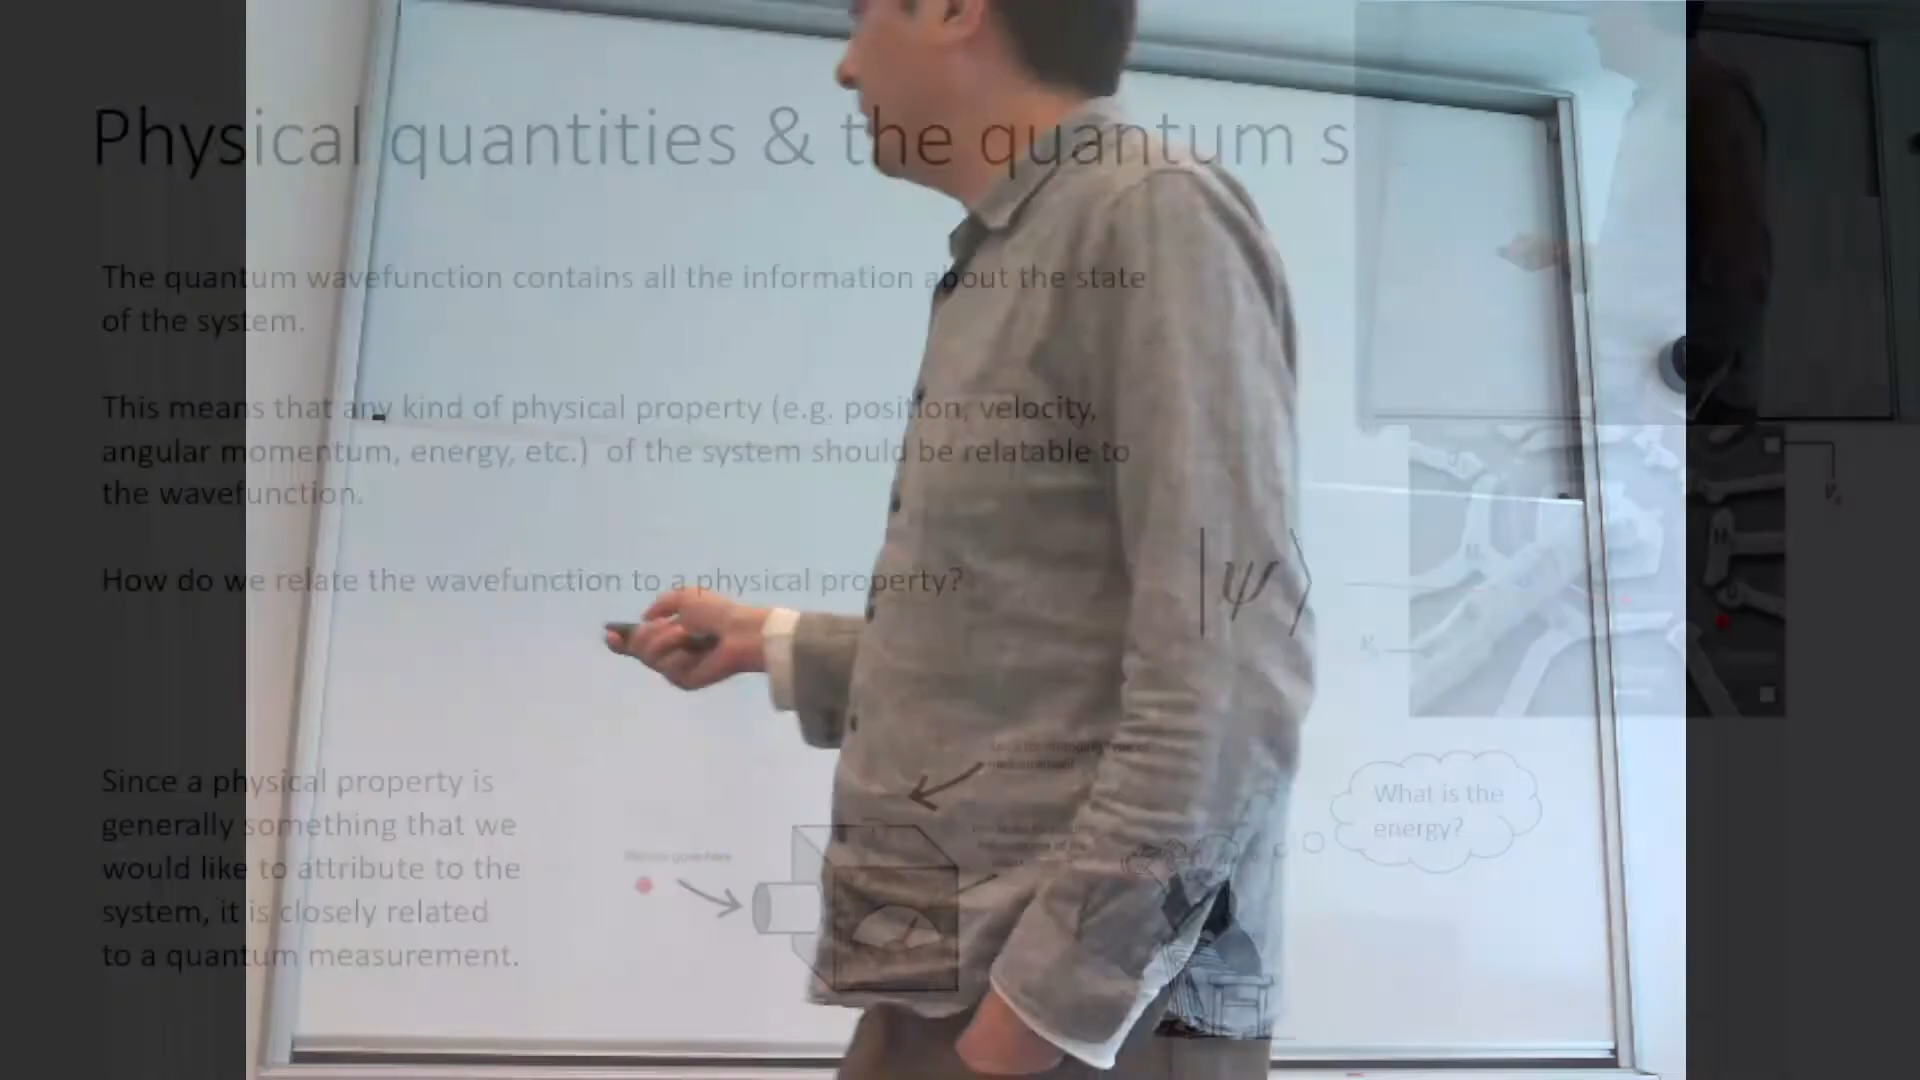 Physical quantities & the quantum s
The quantum wavefunction contains all the information about the state
of the system.
This means that any kind of physical property (e.g. position, velocity,
angular momentum, energy, etc.) of the system should be relatable to
the wavefunction.
How do we relate the wavefunction to a physical property?
|ψ⟩
Since a physical property is
generally something that we
would like to attribute to the
system, it is closely related
to a quantum measurement.
What is the
energy?